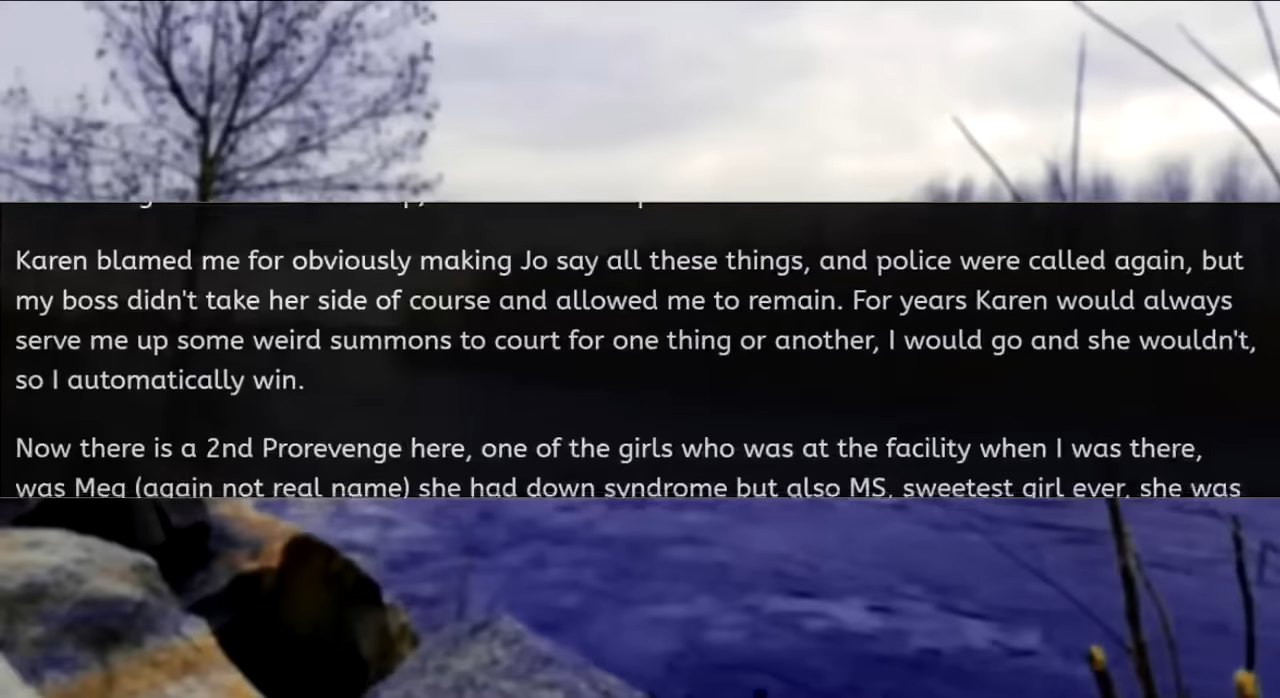 Karen blamed me for obviously making Jo say all these things, and police were called again, but
my boss didn't take her side of course and allowed me to remain. For years Karen would always
serve me up some weird summons to court for one thing or another, I would go and she wouldn't,
so I automatically win.
Now there is a 2nd Prorevenge here, one of the girls who was at the facility when I was there,
was Meg (again not real name) she had down syndrome but also MS, sweetest girl ever, she was